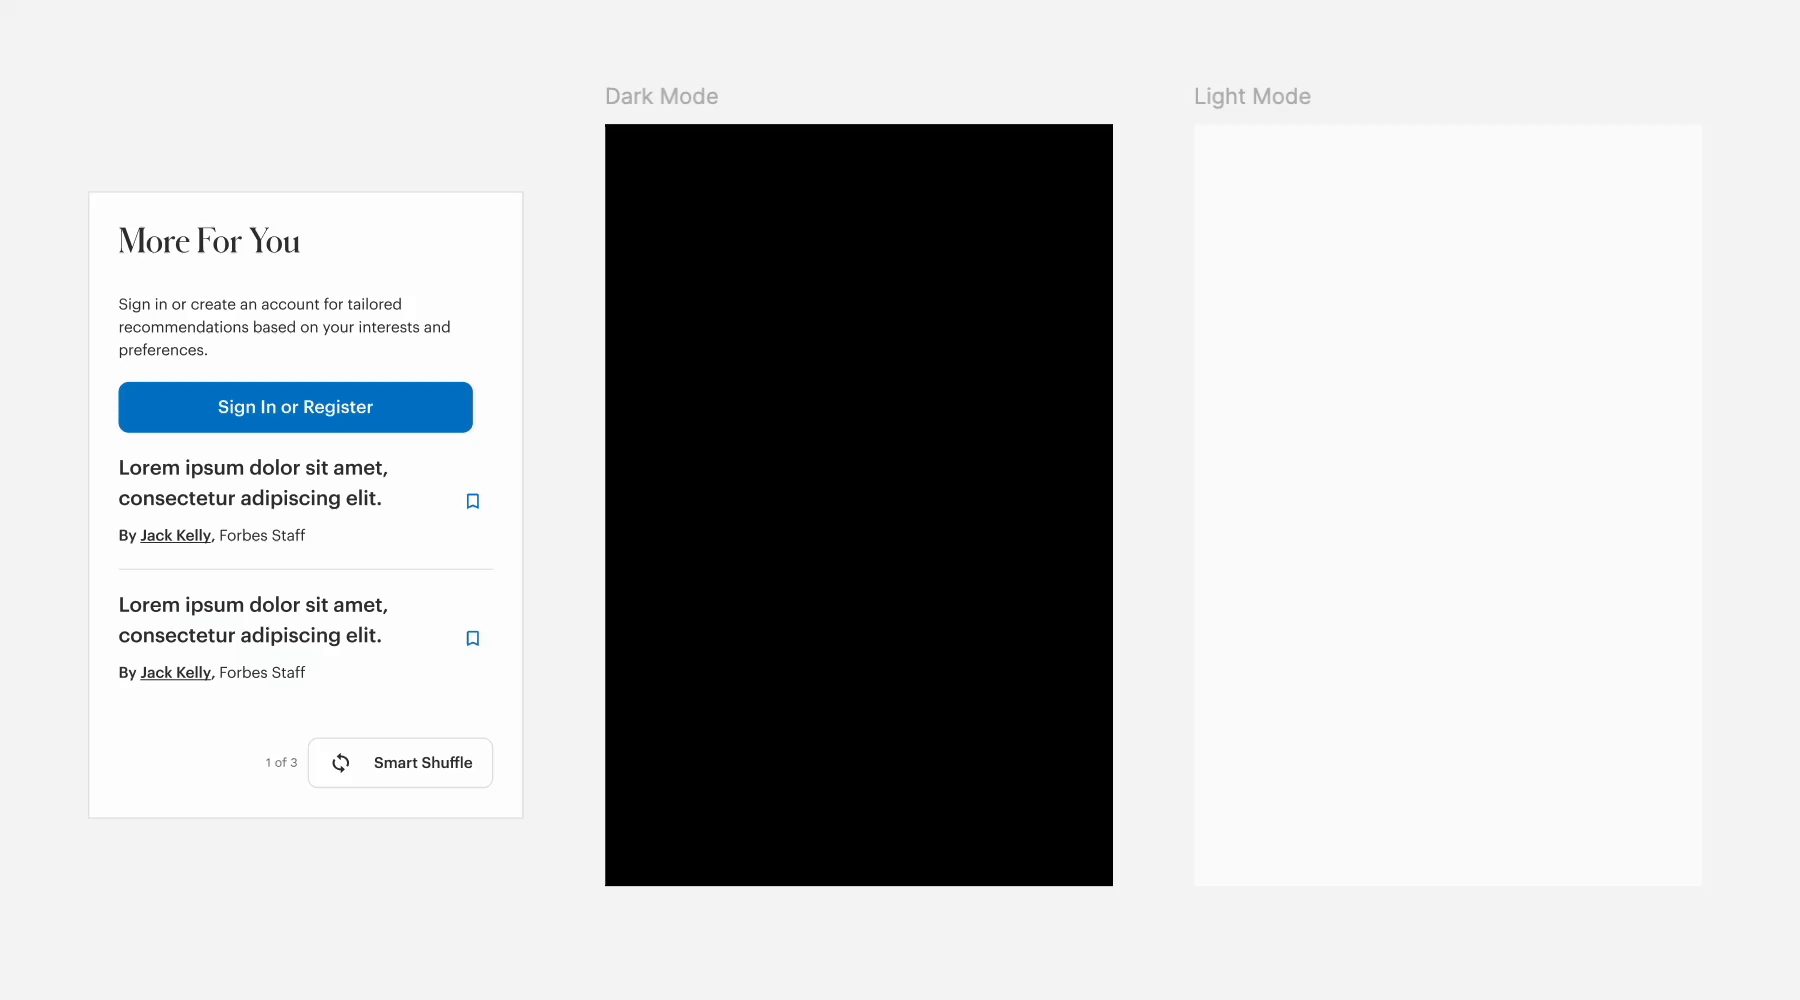 More For You
Sign in or create an account for tailored
recommendations based on your interests and
preferences.
Sign In or Register
Lorem ipsum dolor sit amet,
consectetur adipiscing elit.
By Jack Kelly, Forbes Staff
Lorem ipsum dolor sit amet,
consectetur adipiscing elit.
By Jack Kelly, Forbes Staff
1 of 3
Smart Shuffle
Dark Mode
Light Mode